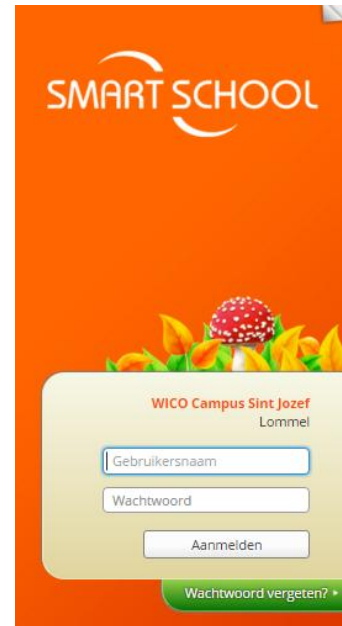 SMART SCHOOL
WICO Campus Sint Jozef
Lommel
Gebruikersnaam
Wachtwoord
Aanmelden
Wachtwoord vergeten?